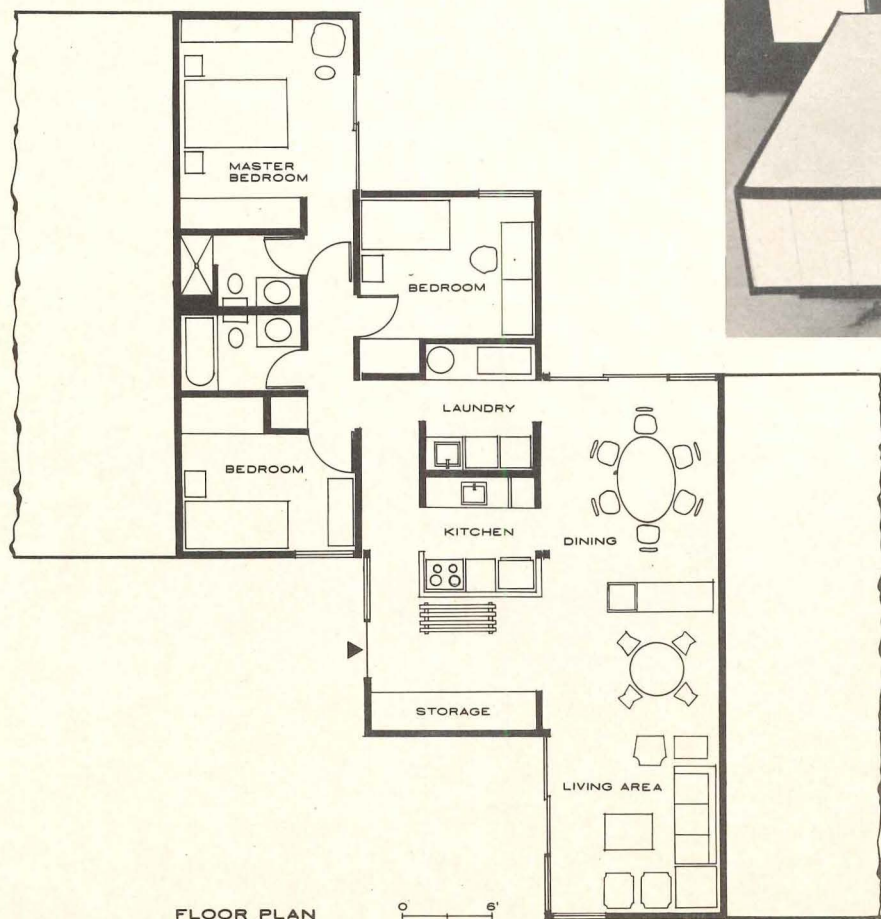 MASTER
BEDROOM
BEDROOM
LAUNDRY
BEDROOM
KITCHEN
DINING
STORAGE
LIVING AREA
FLOOR PLAN
0 6'